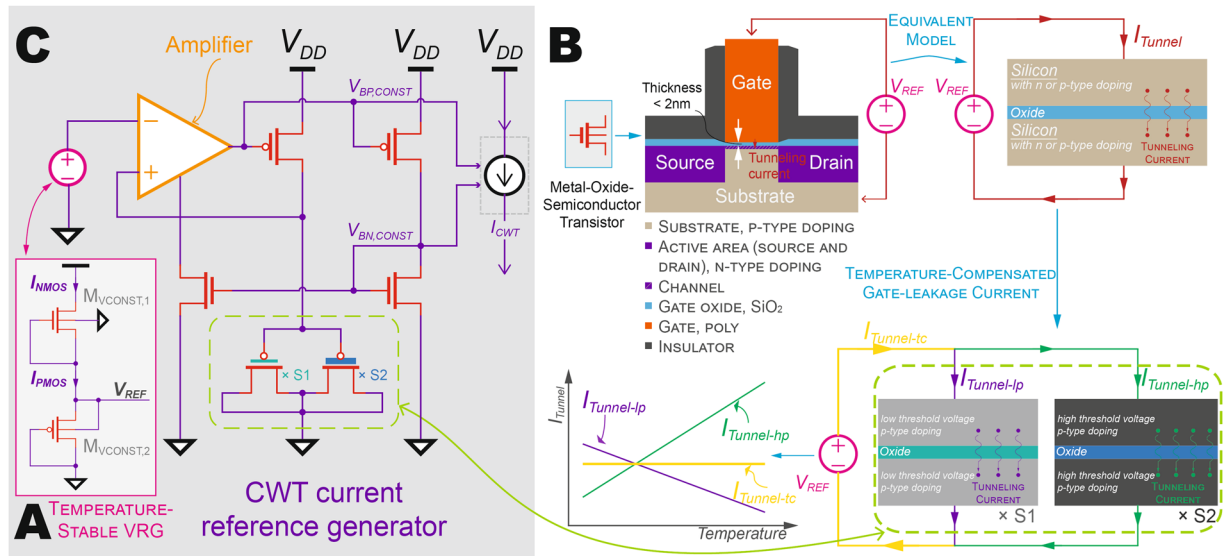 C
Amplifier
V_DD
V_DD
V_DD
V_BP,CONST
−
+
+
−
V_BN,CONST
I_CWT
I_NMOS
M_VCONST,1
I_PMOS
V_REF
M_VCONST,2
× S1
× S2
A
TEMPERATURE-
STABLE VRG
CWT current
reference generator
B
EQUIVALENT
MODEL
Thickness
< 2nm
Gate
V_REF
+
−
V_REF
+
−
I_Tunnel
Silicon
with n or p-type doping
Oxide
Silicon
with n or p-type doping
TUNNELING
CURRENT
Source
Drain
Tunneling
current
Substrate
Metal-Oxide-
Semiconductor
Transistor
SUBSTRATE, P-TYPE DOPING
ACTIVE AREA (SOURCE AND
DRAIN), N-TYPE DOPING
CHANNEL
GATE OXIDE, SIO₂
GATE, POLY
INSULATOR
TEMPERATURE-COMPENSATED
GATE-LEAKAGE CURRENT
I_Tunnel
I_Tunnel-lp
I_Tunnel-hp
I_Tunnel-tc
Temperature
I_Tunnel-tc
V_REF
+
−
I_Tunnel-lp
I_Tunnel-hp
low threshold voltage
p-type doping
Oxide
low threshold voltage
p-type doping
TUNNELING
CURRENT
× S1
high threshold voltage
p-type doping
Oxide
high threshold voltage
p-type doping
TUNNELING
CURRENT
× S2